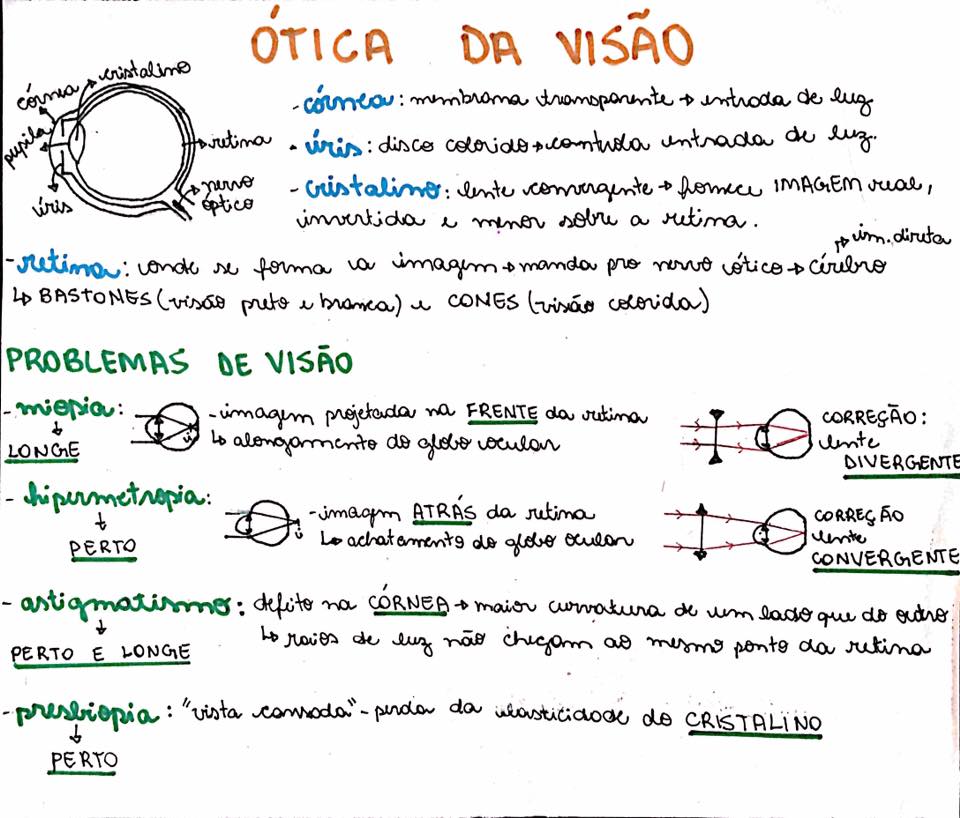 ÓTICA DA VISÃO
córnea
cristalino
pupila
retina
íris
nervo
óptico
- córnea: membrana transparente → entrada de luz
- íris: disco colorido → controla entrada de luz.
- cristalino: lente convergente → fornece IMAGEM real,
invertida e menor sobre a retina.
→ im. direita
- retina: onde se forma a imagem → manda pro nervo ótico → cérebro
↳ BASTONES (visão preto e branca) e CONES (visão colorida)
PROBLEMAS DE VISÃO
- miopia:
↓
LONGE
i
- imagem projetada na FRENTE da retina
↳ alongamento do globo ocular
CORREÇÃO:
lente
DIVERGENTE
- hipermetropia:
↓
PERTO
i
- imagem ATRÁS da retina
↳ achatamento do globo ocular
CORREÇÃO
lente
CONVERGENTE
- astigmatismo: defeito na CÓRNEA → maior curvatura de um lado que do outro.
↓
PERTO E LONGE
↳ raios de luz não chegam ao mesmo ponto da retina
- presbiopia: "vista cansada" - perda da elasticidade do CRISTALINO
↓
PERTO